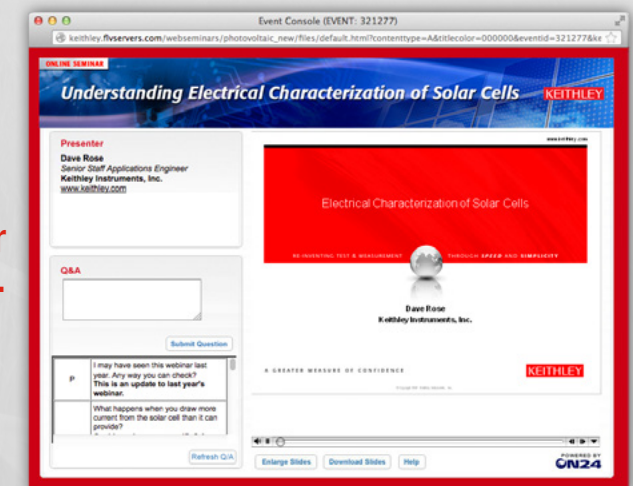 Event Console (EVENT: 321277)
keithley.flvservers.com/webseminars/photovoltaic_new/files/default.html?contenttype=A&titlecolor=000000&eventid=321277&ke
ONLINE SEMINAR
Understanding Electrical Characterization of Solar Cells
KEITHLEY
Presenter
Dave Rose
Senior Staff Applications Engineer
Keithley Instruments, Inc.
www.keithley.com
Q&A
Submit Question
P
I may have seen this webinar last
year. Any way you can check?
This is an update to last year's
webinar.
What happens when you draw more
current from the solar cell than it can
provide?
Refresh Q/A
www.keithley.com
Electrical Characterization of Solar Cells
RE-INVENTING TEST & MEASUREMENT THROUGH SPEED AND SIMPLICITY
Dave Rose
Keithley Instruments, Inc.
A GREATER MEASURE OF CONFIDENCE
KEITHLEY
Enlarge Slides
Download Slides
Help
POWERED BY
ON24